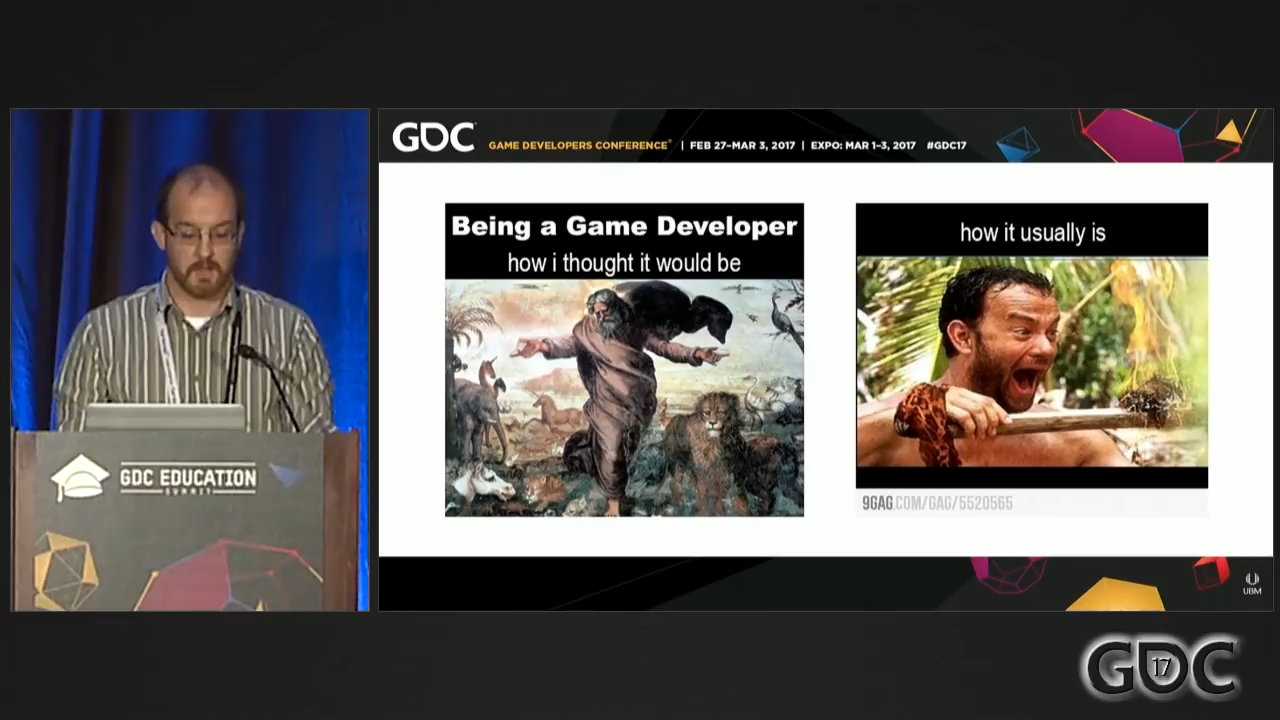 GDC
GAME DEVELOPERS CONFERENCE® | FEB 27–MAR 3, 2017 | EXPO: MAR 1–3, 2017 #GDC17
Being a Game Developer
how i thought it would be
how it usually is
9GAG.COM/GAG/5520565
GDC EDUCATION
SUMMIT
UBM
GDC
17